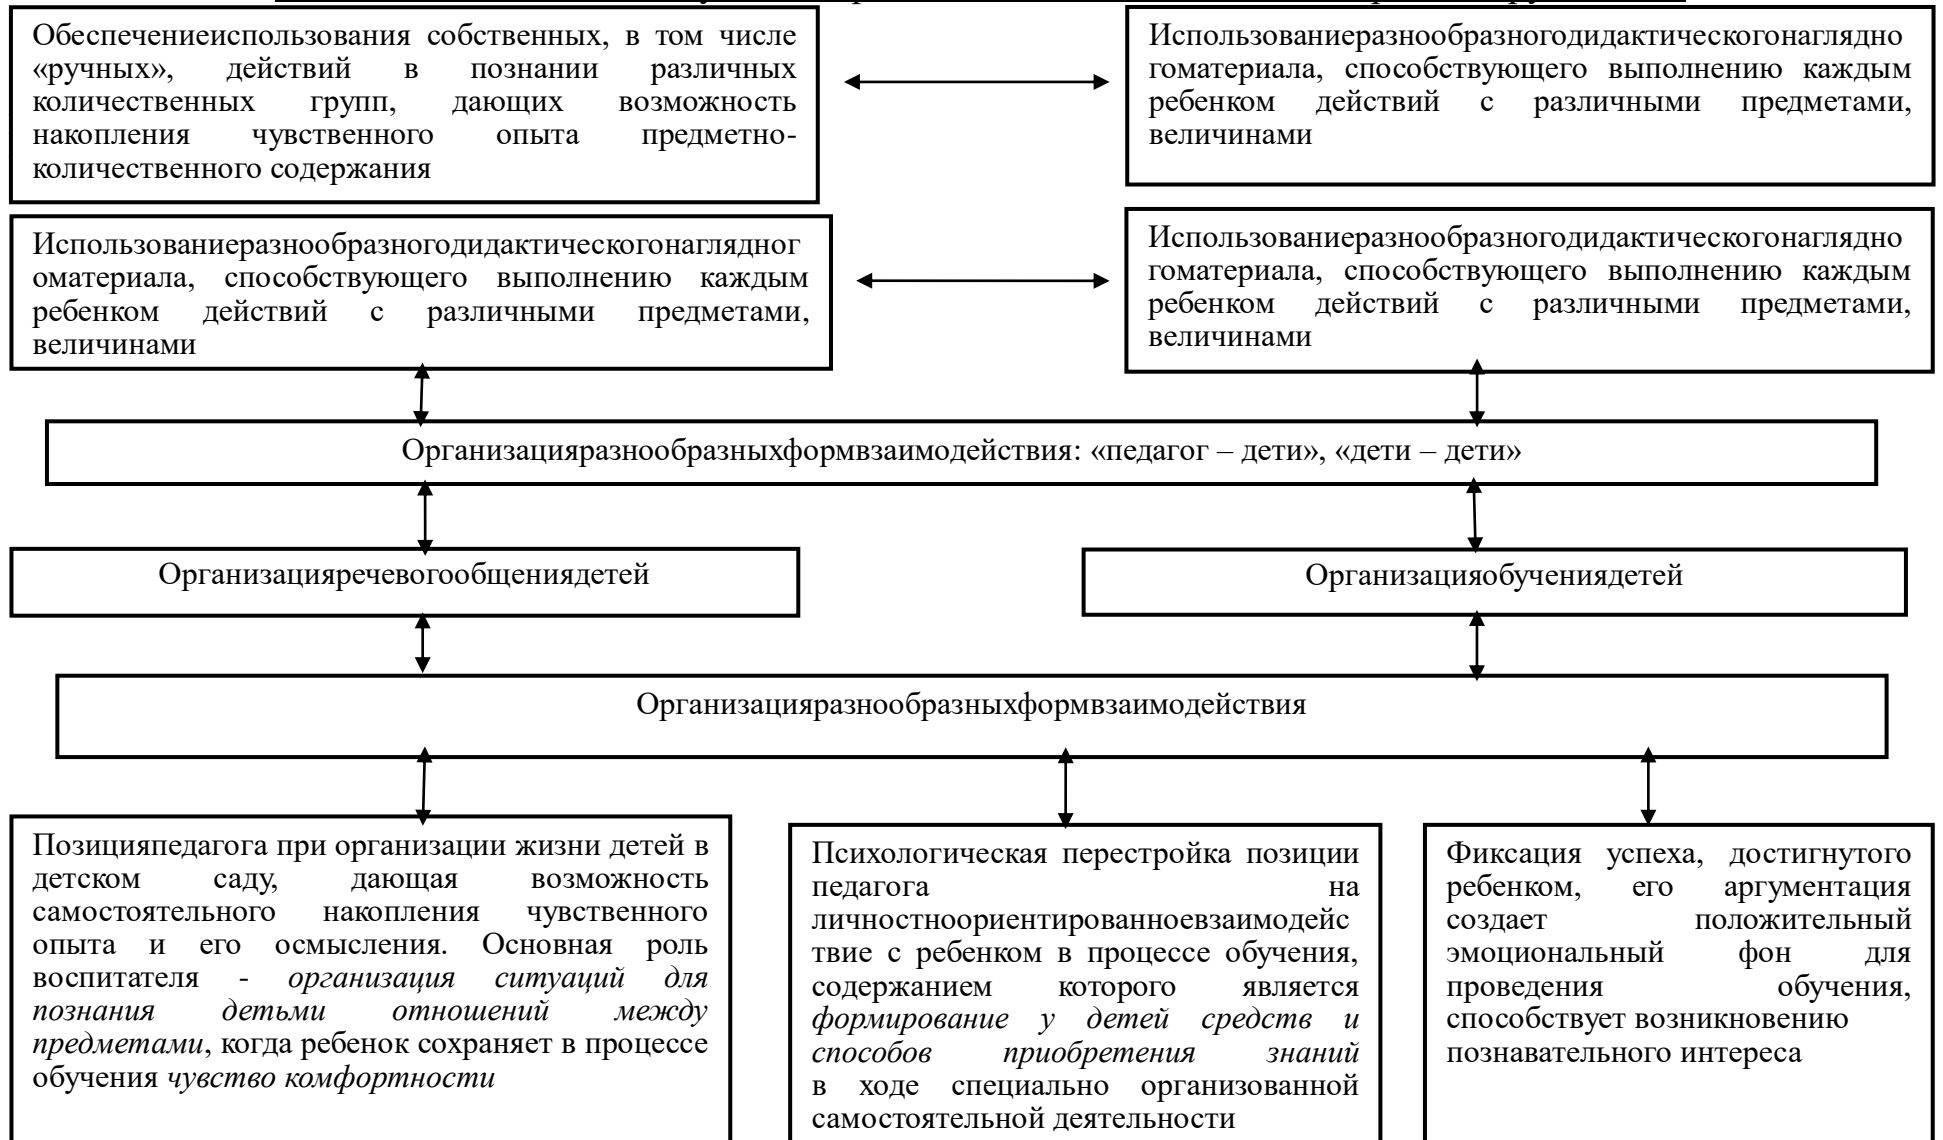 Обеспечениеиспользования собственных, в том числе
«ручных», действий в познании различных
количественных групп, дающих возможность
накопления чувственного опыта предметно-
количественного содержания
Использованиеразнообразногодидактическогонаглядно
гоматериала, способствующего выполнению каждым
ребенком действий с различными предметами,
величинами
Использованиеразнообразногодидактическогонаглядног
оматериала, способствующего выполнению каждым
ребенком действий с различными предметами,
величинами
Использованиеразнообразногодидактическогонаглядно
гоматериала, способствующего выполнению каждым
ребенком действий с различными предметами,
величинами
Организацияразнообразныхформвзаимодействия: «педагог – дети», «дети – дети»
Организацияречевогообщениядетей
Организацияобучениядетей
Организацияразнообразныхформвзаимодействия
Позицияпедагога при организации жизни детей в
детском саду, дающая возможность
самостоятельного накопления чувственного
опыта и его осмысления. Основная роль
воспитателя - организация ситуаций для
познания детьми отношений между
предметами, когда ребенок сохраняет в процессе
обучения чувство комфортности
Психологическая перестройка позиции
педагога на
личностноориентированноевзаимодейс
твие с ребенком в процессе обучения,
содержанием которого является
формирование у детей средств и
способов приобретения знаний
в ходе специально организованной
самостоятельной деятельности
Фиксация успеха, достигнутого
ребенком, его аргументация
создает положительный
эмоциональный фон для
проведения обучения,
способствует возникновению
познавательного интереса